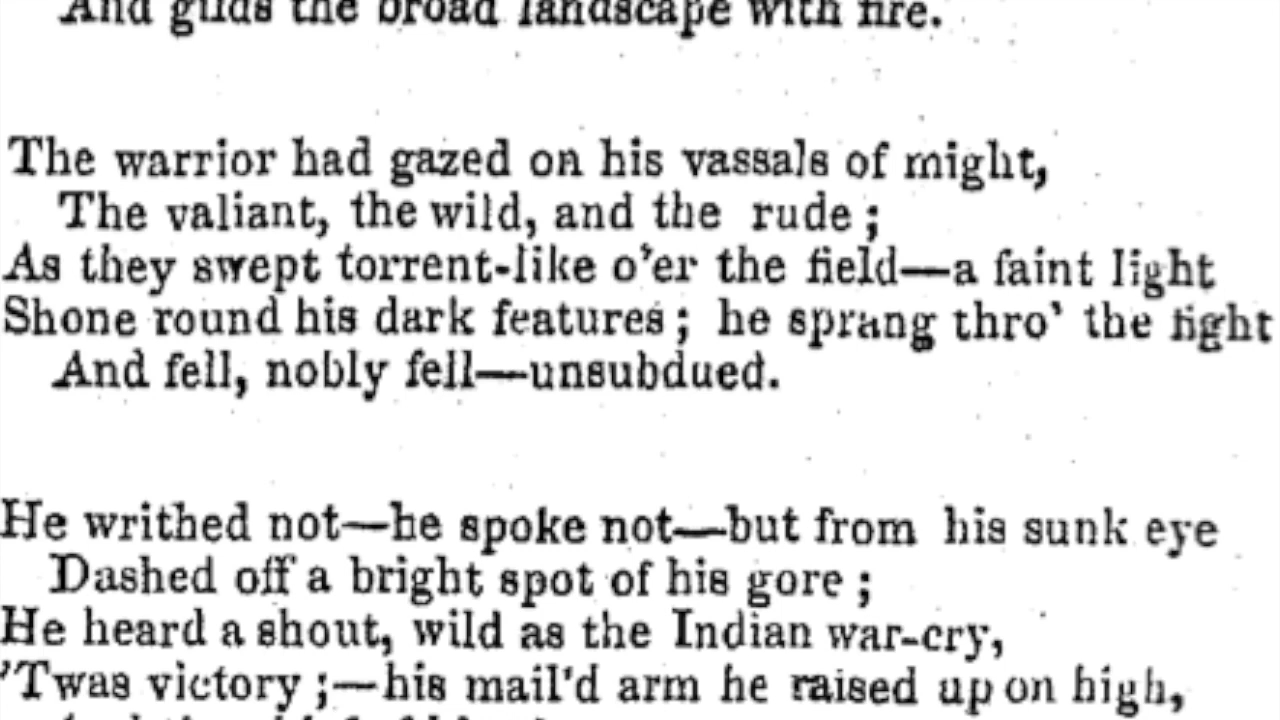 And gilds the broad landscape with fire.
The warrior had gazed on his vassals of might,
The valiant, the wild, and the rude ;
As they swept torrent-like o'er the field—a faint light
Shone round his dark features ; he sprang thro' the fight
And fell, nobly fell—unsubdued.
He writhed not—he spoke not—but from his sunk eye
Dashed off a bright spot of his gore ;
He heard a shout, wild as the Indian war-cry,
'Twas victory ;—his mail'd arm he raised up on high,